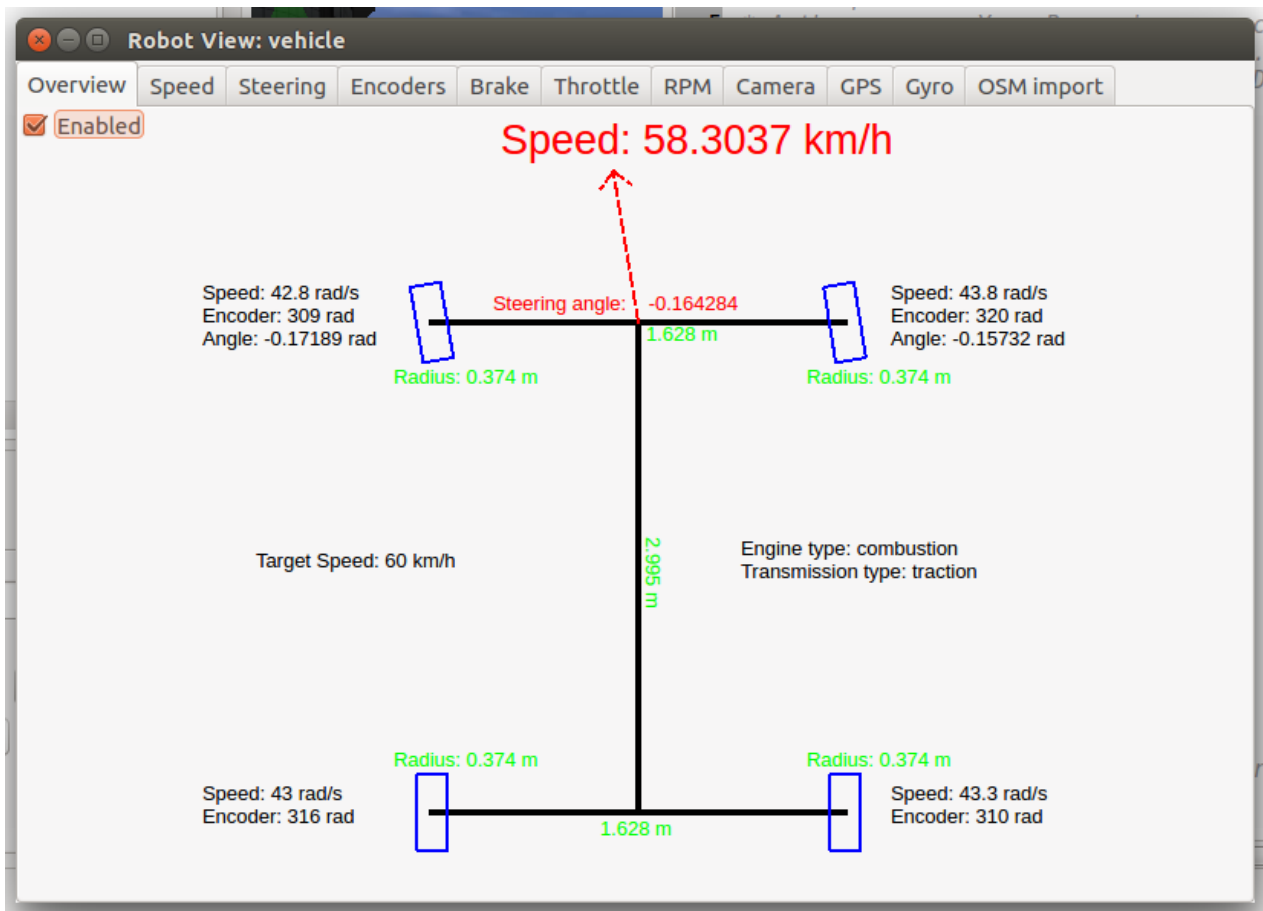 Robot View: vehicle
Overview Speed Steering Encoders Brake Throttle RPM Camera GPS Gyro OSM import
Enabled
Speed: 58.3037 km/h
Speed: 42.8 rad/s
Encoder: 309 rad
Angle: -0.17189 rad
Steering angle: -0.164284
1.628 m
Speed: 43.8 rad/s
Encoder: 320 rad
Angle: -0.15732 rad
Radius: 0.374 m
Radius: 0.374 m
Target Speed: 60 km/h
2.995 m
Engine type: combustion
Transmission type: traction
Radius: 0.374 m
Radius: 0.374 m
Speed: 43 rad/s
Encoder: 316 rad
1.628 m
Speed: 43.3 rad/s
Encoder: 310 rad